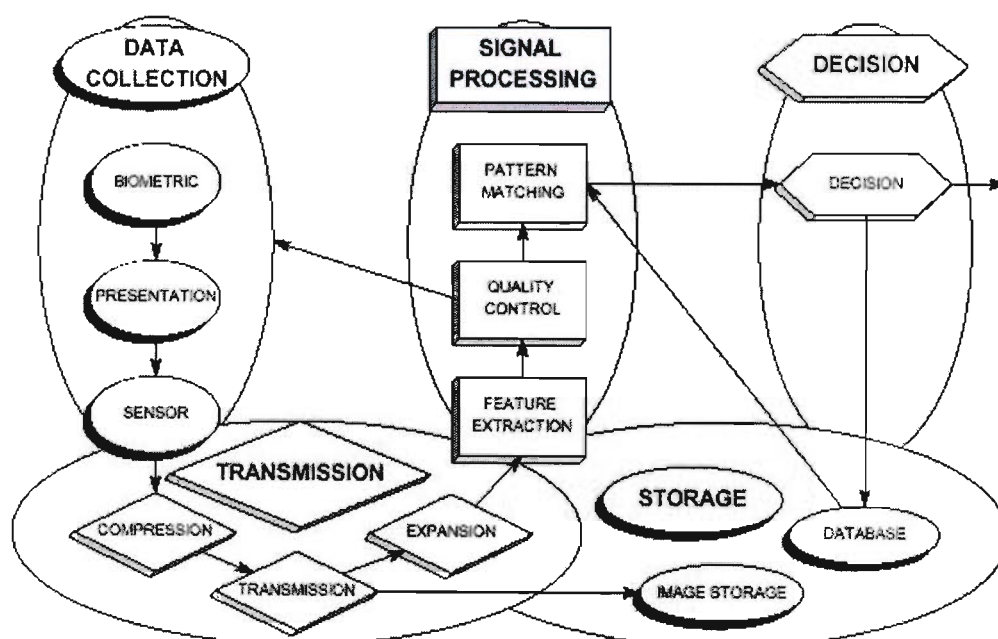 DATA
COLLECTION
SIGNAL
PROCESSING
DECISION
BIOMETRIC
PATTERN
MATCHING
DECISION
PRESENTATION
QUALITY
CONTROL
SENSOR
FEATURE
EXTRACTION
TRANSMISSION
STORAGE
COMPRESSION
EXPANSION
DATABASE
TRANSMISSION
IMAGE STORAGE